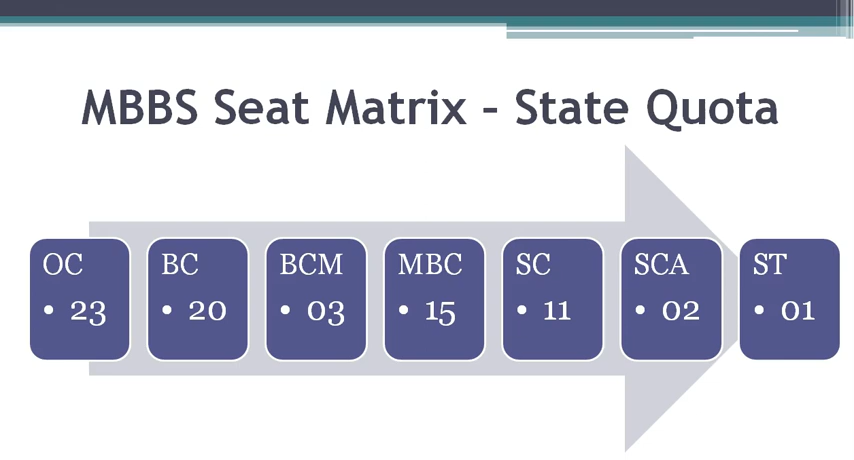 MBBS Seat Matrix – State Quota
OC
• 23
BC
• 20
BCM
• 03
MBC
• 15
SC
• 11
SCA
• 02
ST
• 01